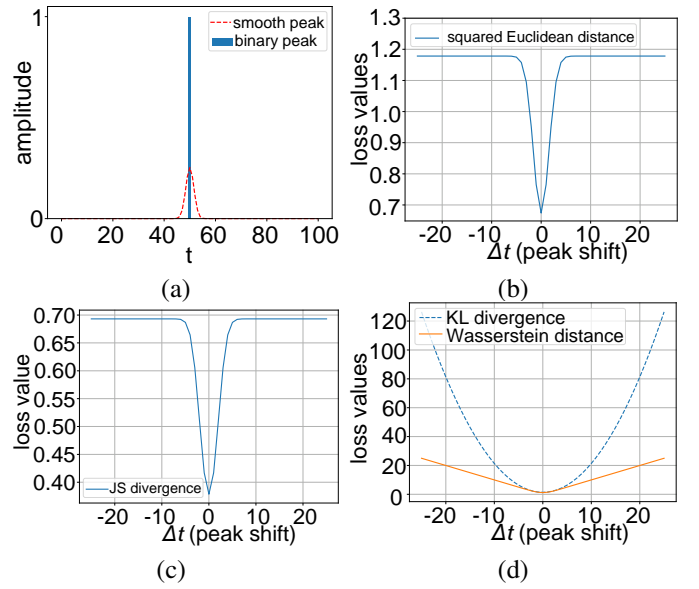 1
0
amplitude
smooth peak
binary peak
0 20 40 60 80 100
t
(a)
1.3
1.2
1.1
1.0
0.9
0.8
0.7
loss values
squared Euclidean distance
-20 -10 0 10 20
Δt (peak shift)
(b)
0.70
0.65
0.60
0.55
0.50
0.45
0.40
loss value
JS divergence
-20 -10 0 10 20
Δt (peak shift)
(c)
120
100
80
60
40
20
0
loss values
KL divergence
Wasserstein distance
-20 -10 0 10 20
Δt (peak shift)
(d)